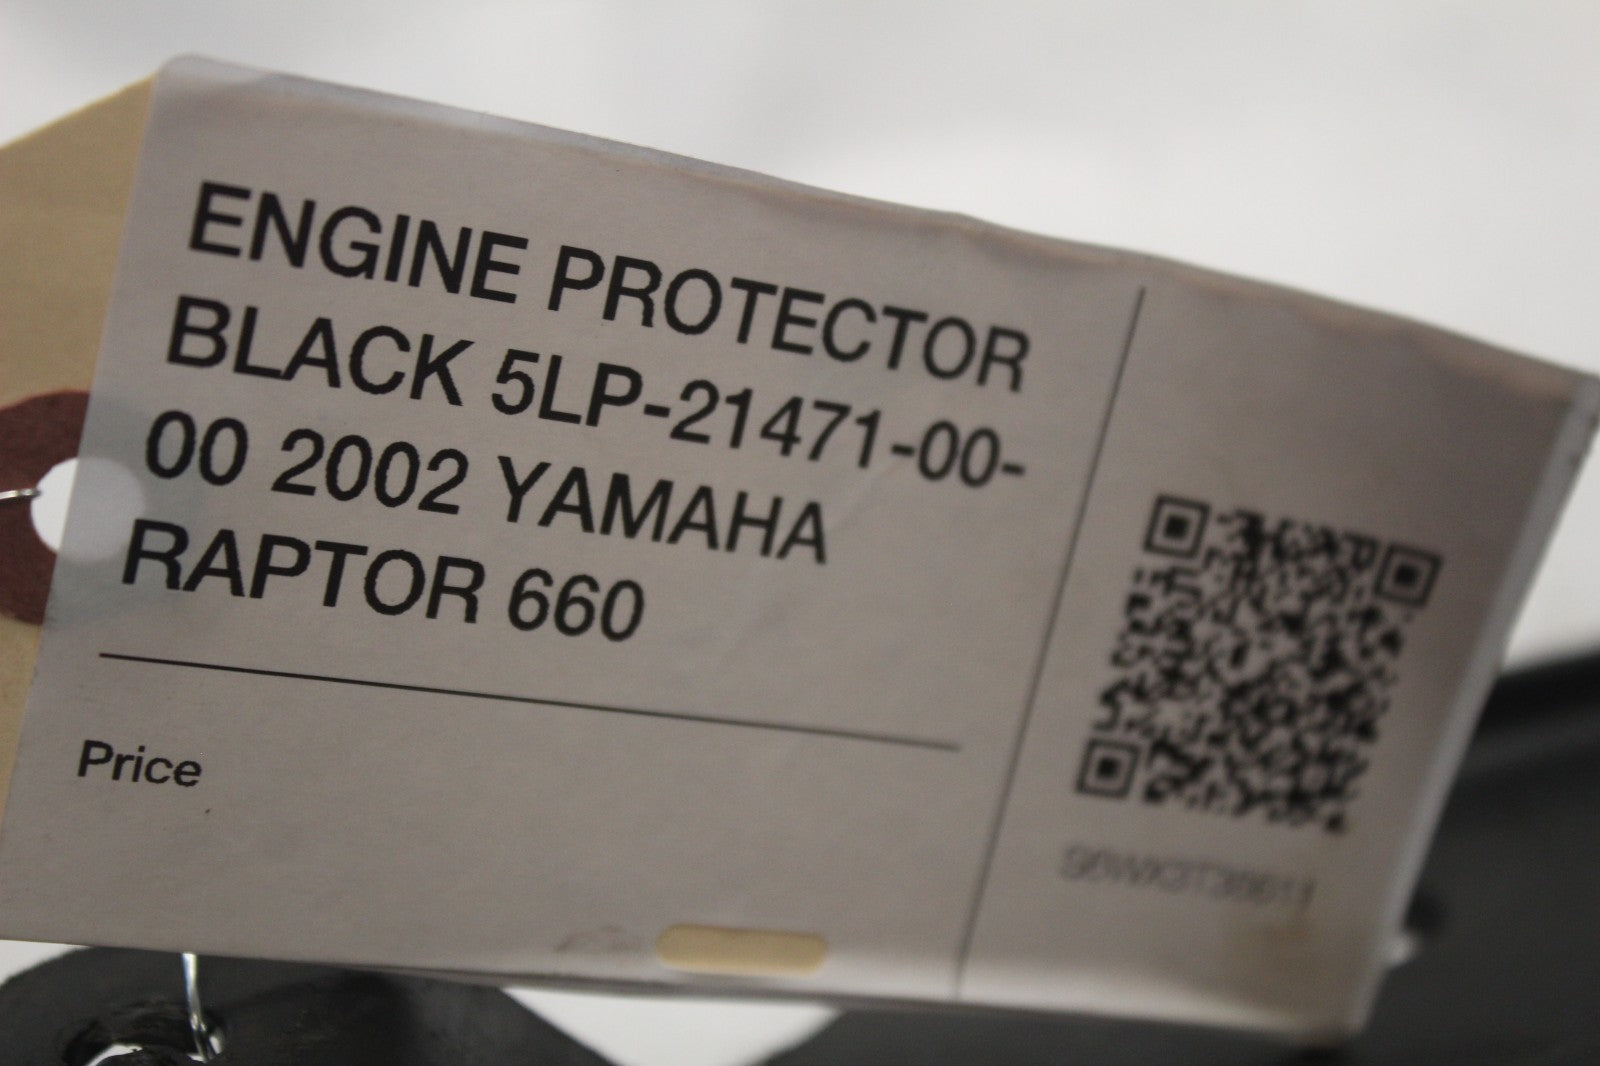 ENGINE PROTECTOR
BLACK 5LP-21471-00-
00 2002 YAMAHA
RAPTOR 660
Price